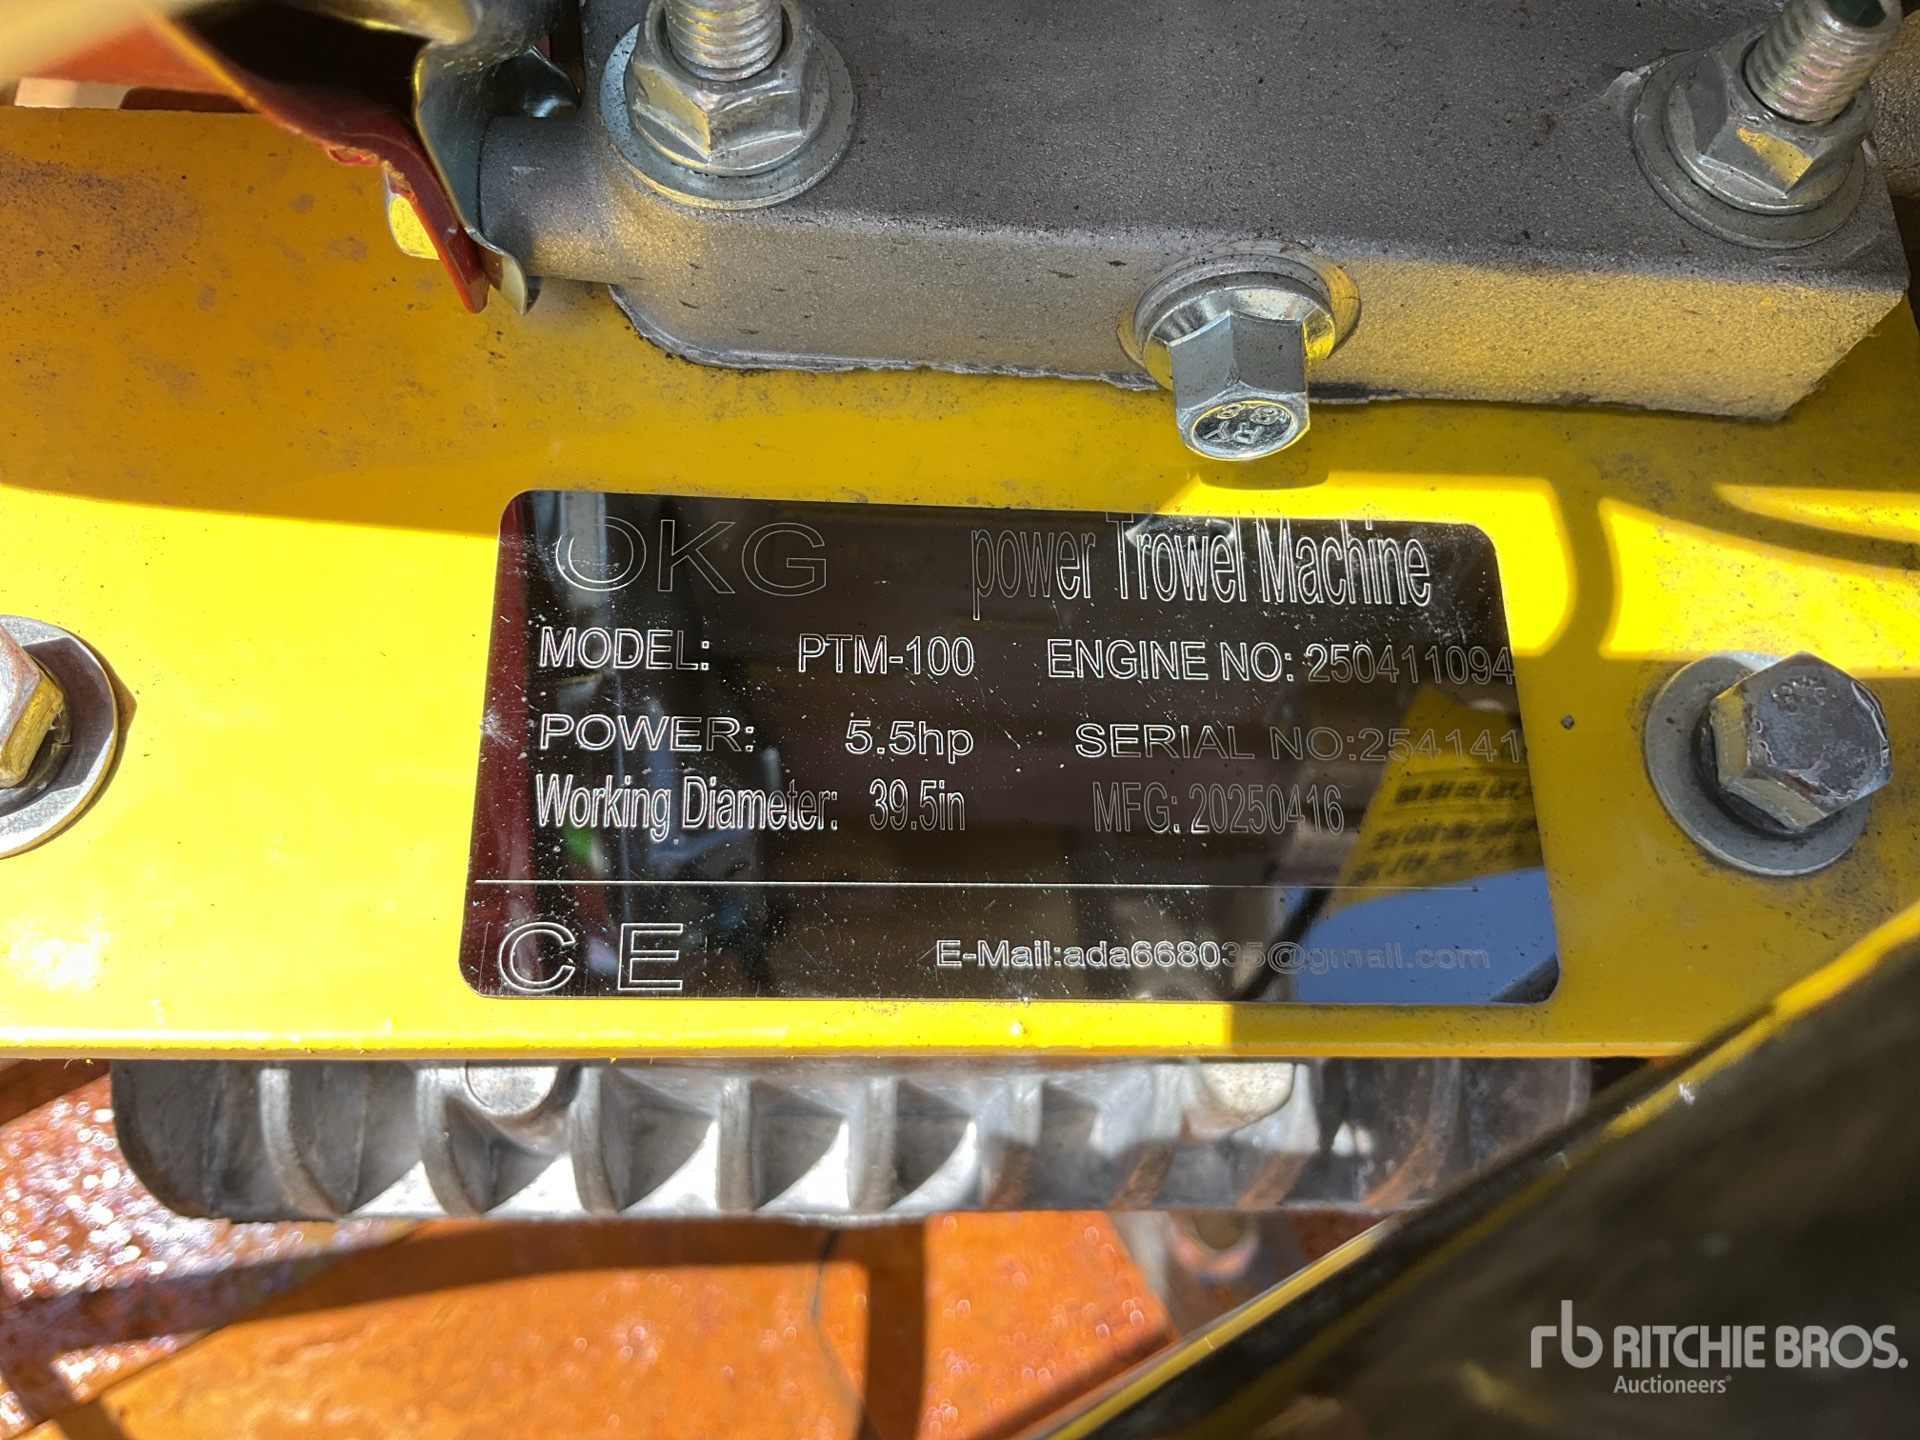 OKG power Trowel Machine
MODEL: PTM-100 ENGINE NO: 250411094
POWER: 5.5hp SERIAL NO:254141
Working Diameter: 39.5in MFG: 20250416
CE E-Mail:ada668035@gmail.com
rb RITCHIE BROS.
Auctioneers